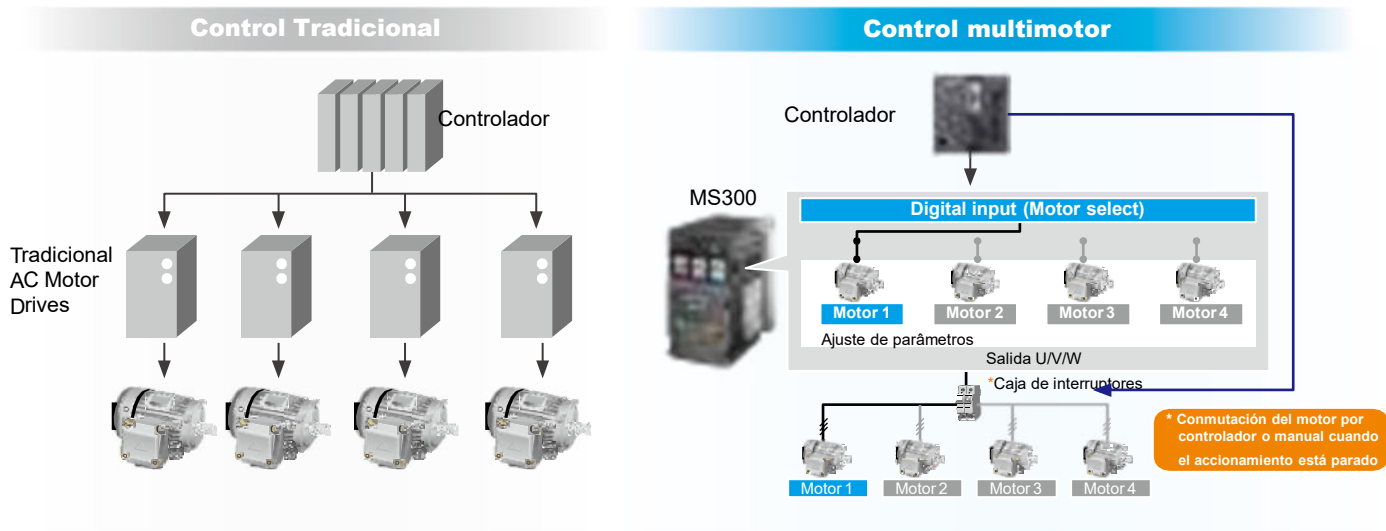 Control Tradicional
Controlador
Tradicional
AC Motor
Drives
Control multimotor
Controlador
MS300
Digital input (Motor select)
Motor 1
Motor 2
Motor 3
Motor 4
Ajuste de parâmetros
Salida U/V/W
*Caja de interruptores
* Conmutación del motor por
controlador o manual cuando
el accionamiento está parado
Motor 1
Motor 2
Motor 3
Motor 4